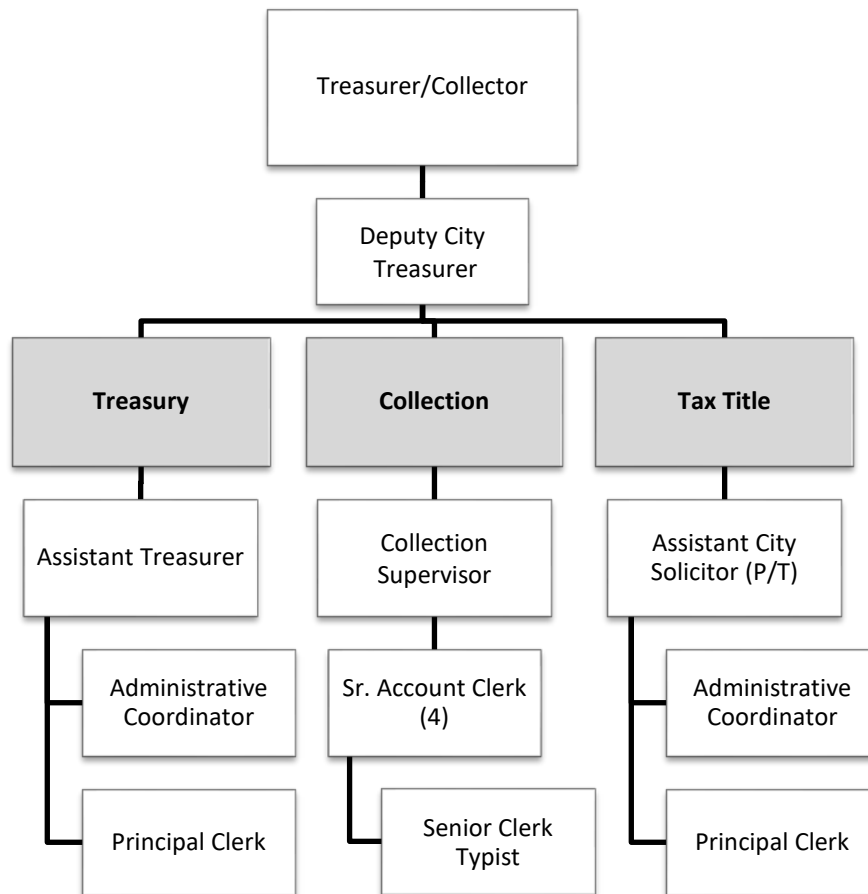 Treasurer/Collector
Deputy City
Treasurer
Treasury
Collection
Tax Title
Assistant Treasurer
Collection
Supervisor
Assistant City
Solicitor (P/T)
Administrative
Coordinator
Sr. Account Clerk
(4)
Administrative
Coordinator
Principal Clerk
Senior Clerk
Typist
Principal Clerk